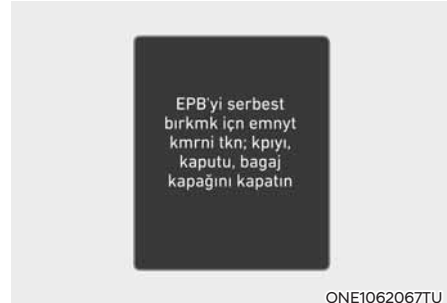 EPB'yi serbest
bırkmk içn emnyt
kmrni tkn; kpıyı,
kaputu, bagaj
kapağını kapatın
ONE1062067TU